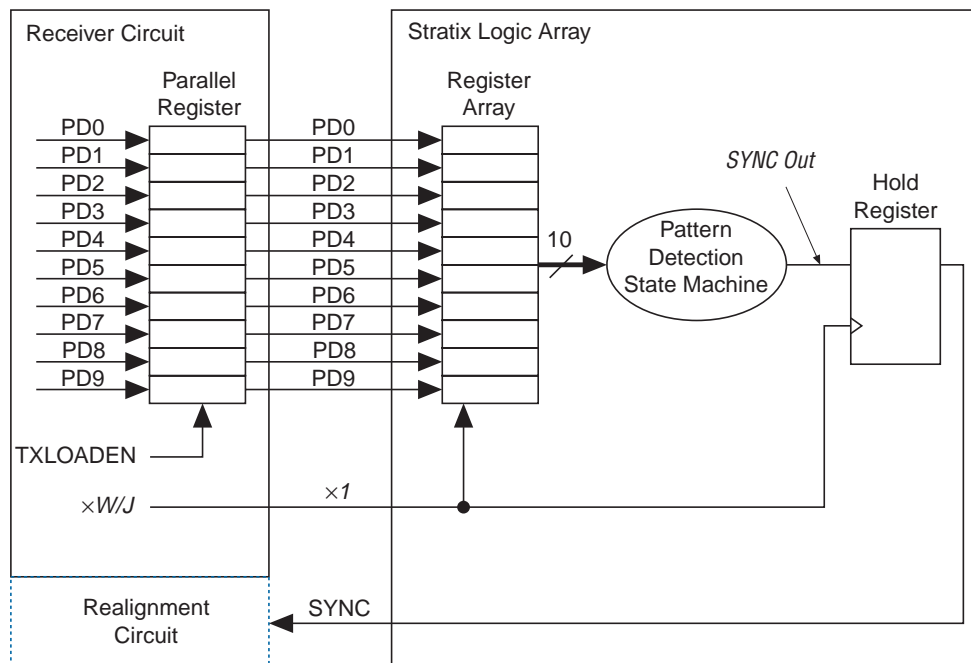 Receiver Circuit
Stratix Logic Array
Parallel
Register
Register
Array
PD0
PD1
PD2
PD3
PD4
PD5
PD6
PD7
PD8
PD9
PD0
PD1
PD2
PD3
PD4
PD5
PD6
PD7
PD8
PD9
10
Pattern
Detection
State Machine
SYNC Out
Hold
Register
TXLOADEN
×W/J
×1
Realignment
Circuit
SYNC